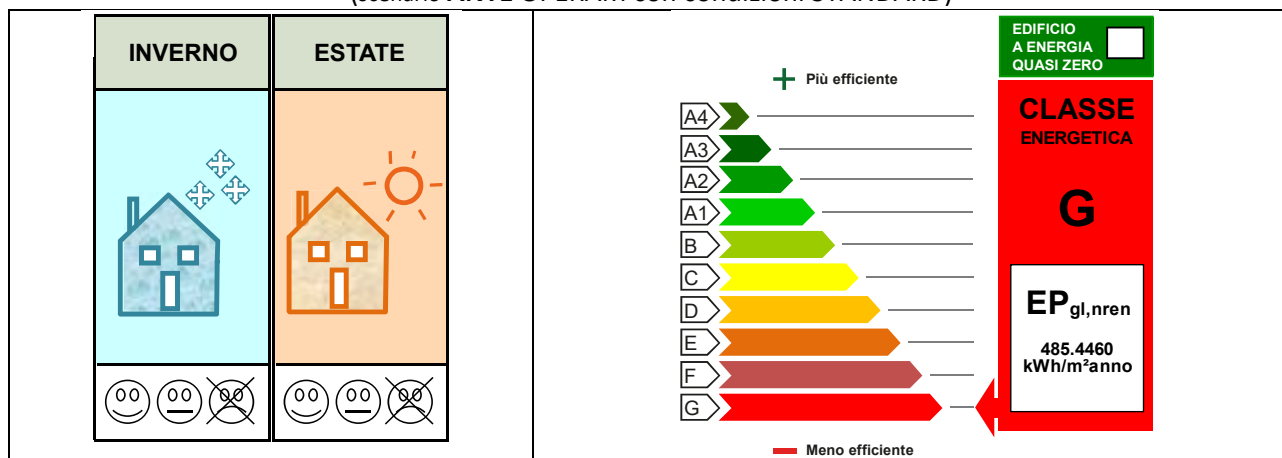 INVERNO
ESTATE
EDIFICIO
A ENERGIA
QUASI ZERO
Più efficiente
CLASSE
ENERGETICA
G
A4
A3
A2
A1
B
C
D
E
F
G
EPgl,nren
485.4460
kWh/m²anno
Meno efficiente